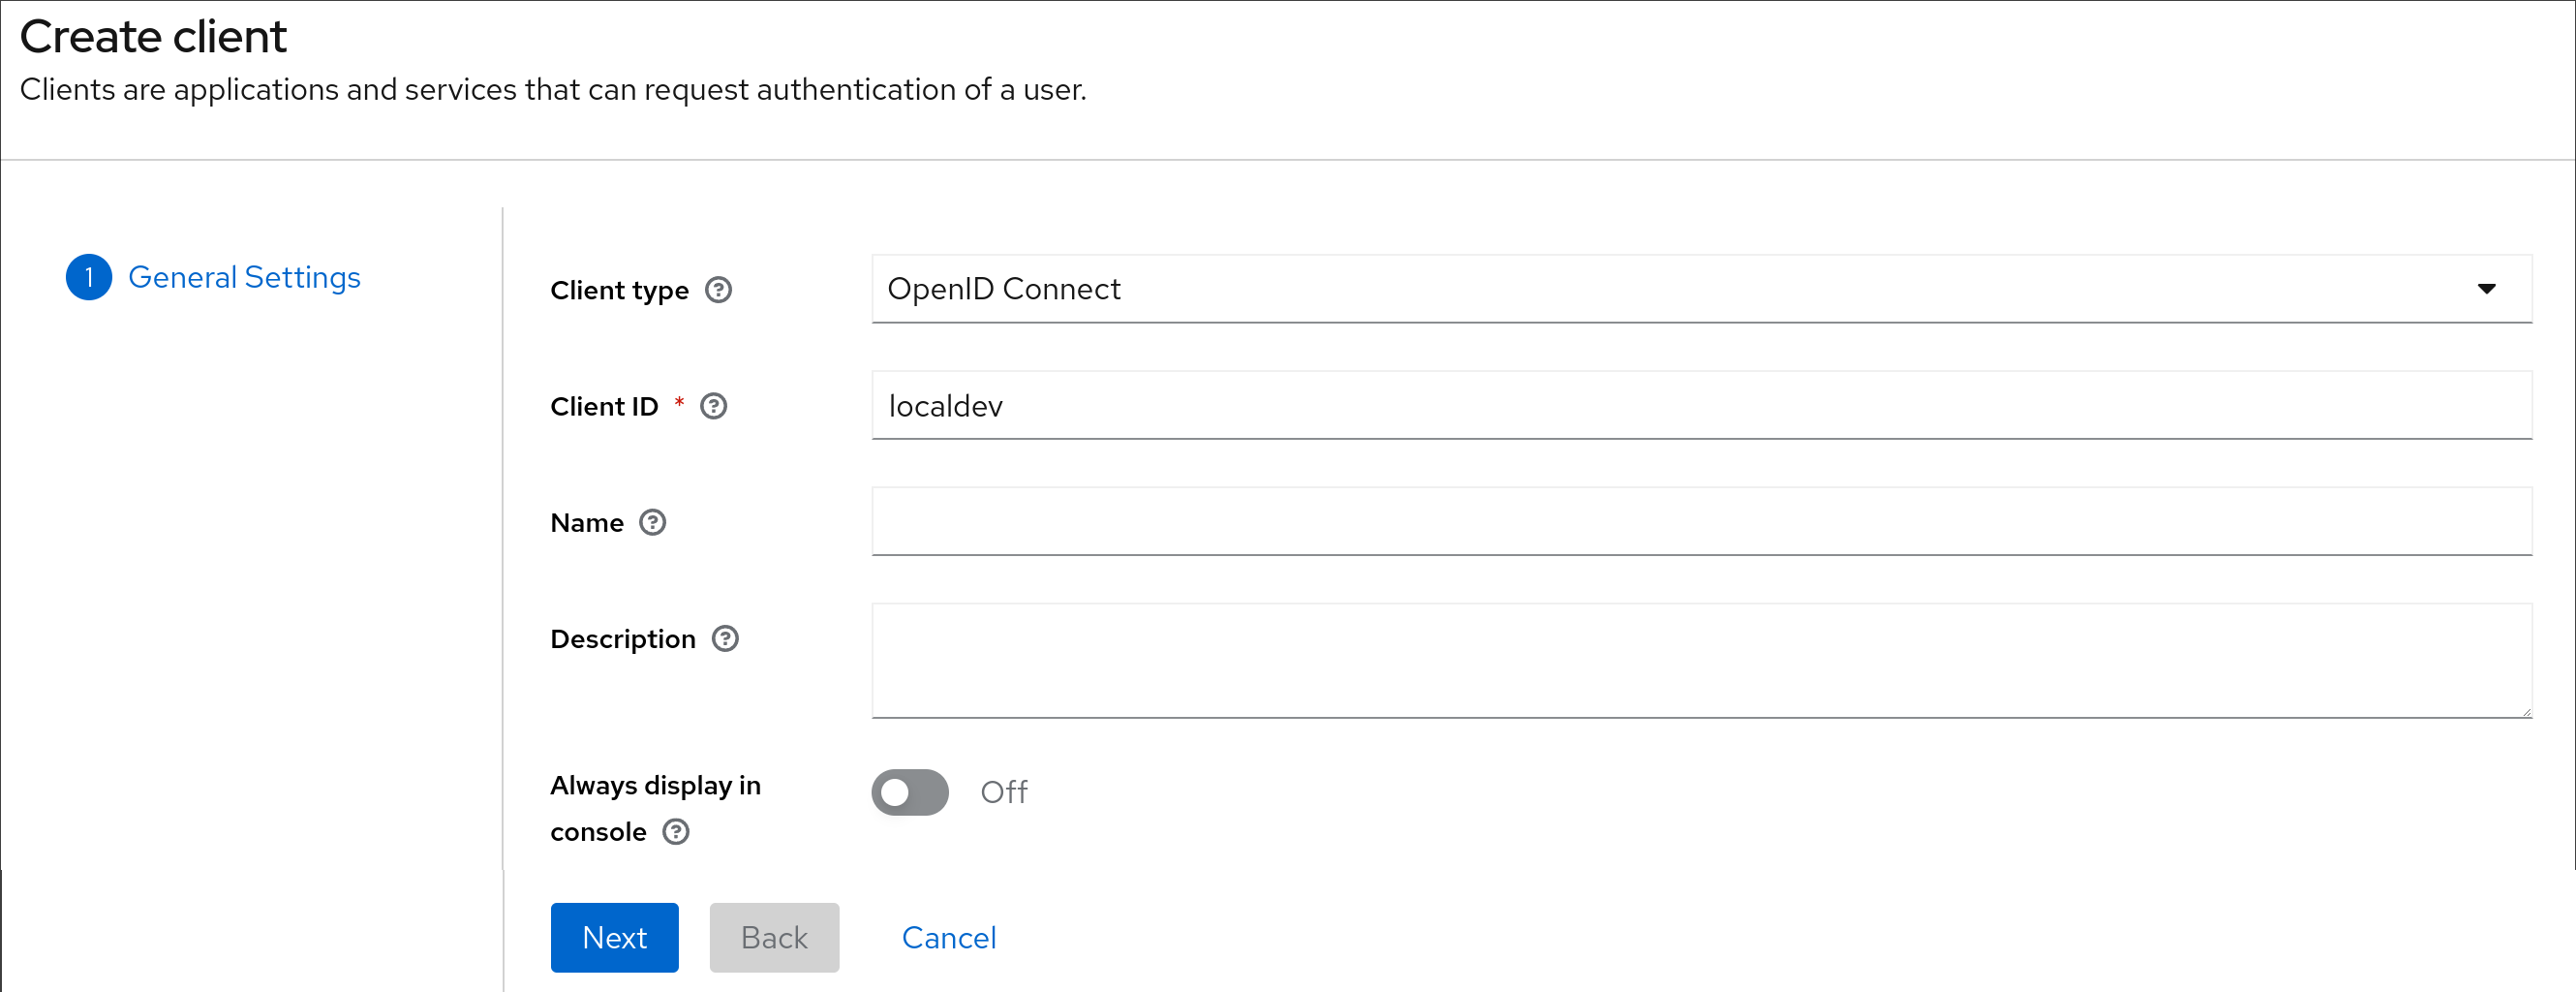 Create client
Clients are applications and services that can request authentication of a user.
1 General Settings
Client type ?
OpenID Connect
Client ID * ?
localdev
Name ?
Description ?
Always display in
console ?
Off
Next Back Cancel